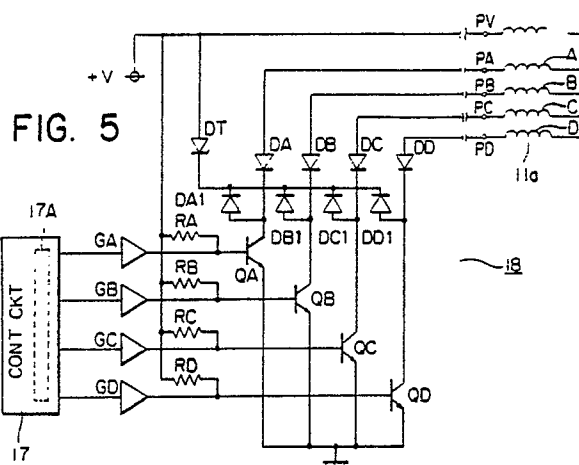 PV
+V
PA
A
PB
B
FIG. 5
PC
C
PD
D
DT
DA
DB
DC
DD
11a
DA1
DB1
DC1
DD1
17A
RA
18
GA
QA
RB
CONT CKT
GB
QB
RC
GC
QC
RD
GD
QD
17